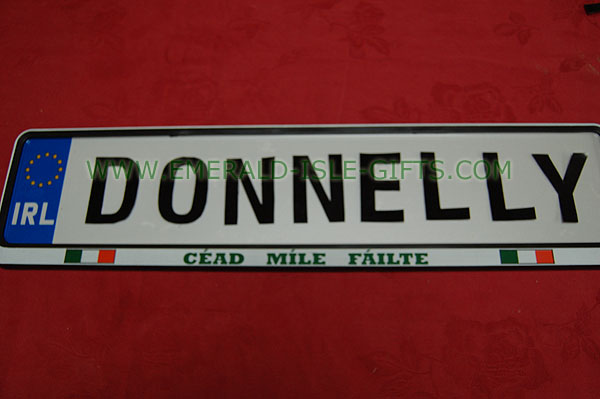 WWW.EMERALD-ISLE-GIFTS.COM
IRL DONNELLY
CÉAD MÍLE FÁILTE